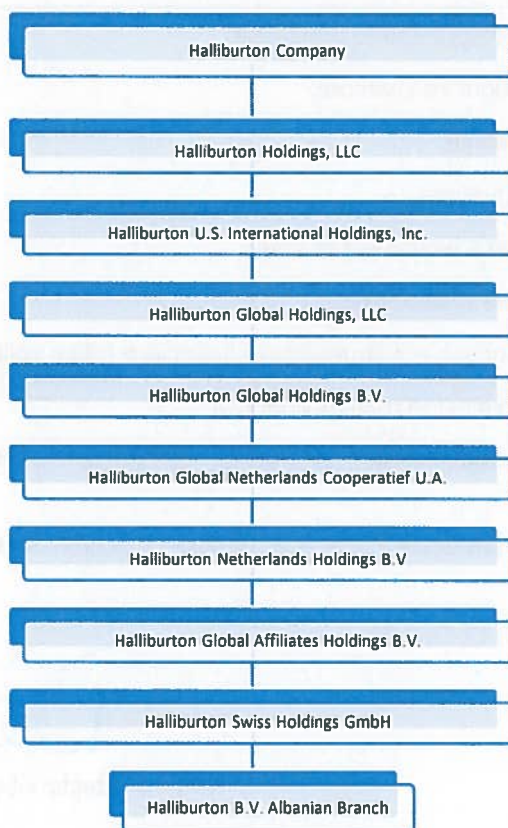 Halliburton Company
Halliburton Holdings, LLC
Halliburton U.S. International Holdings, Inc.
Halliburton Global Holdings, LLC
Halliburton Global Holdings B.V.
Halliburton Global Netherlands Cooperatief U.A.
Halliburton Netherlands Holdings B.V
Halliburton Global Affiliates Holdings B.V.
Halliburton Swiss Holdings GmbH
Halliburton B.V. Albanian Branch